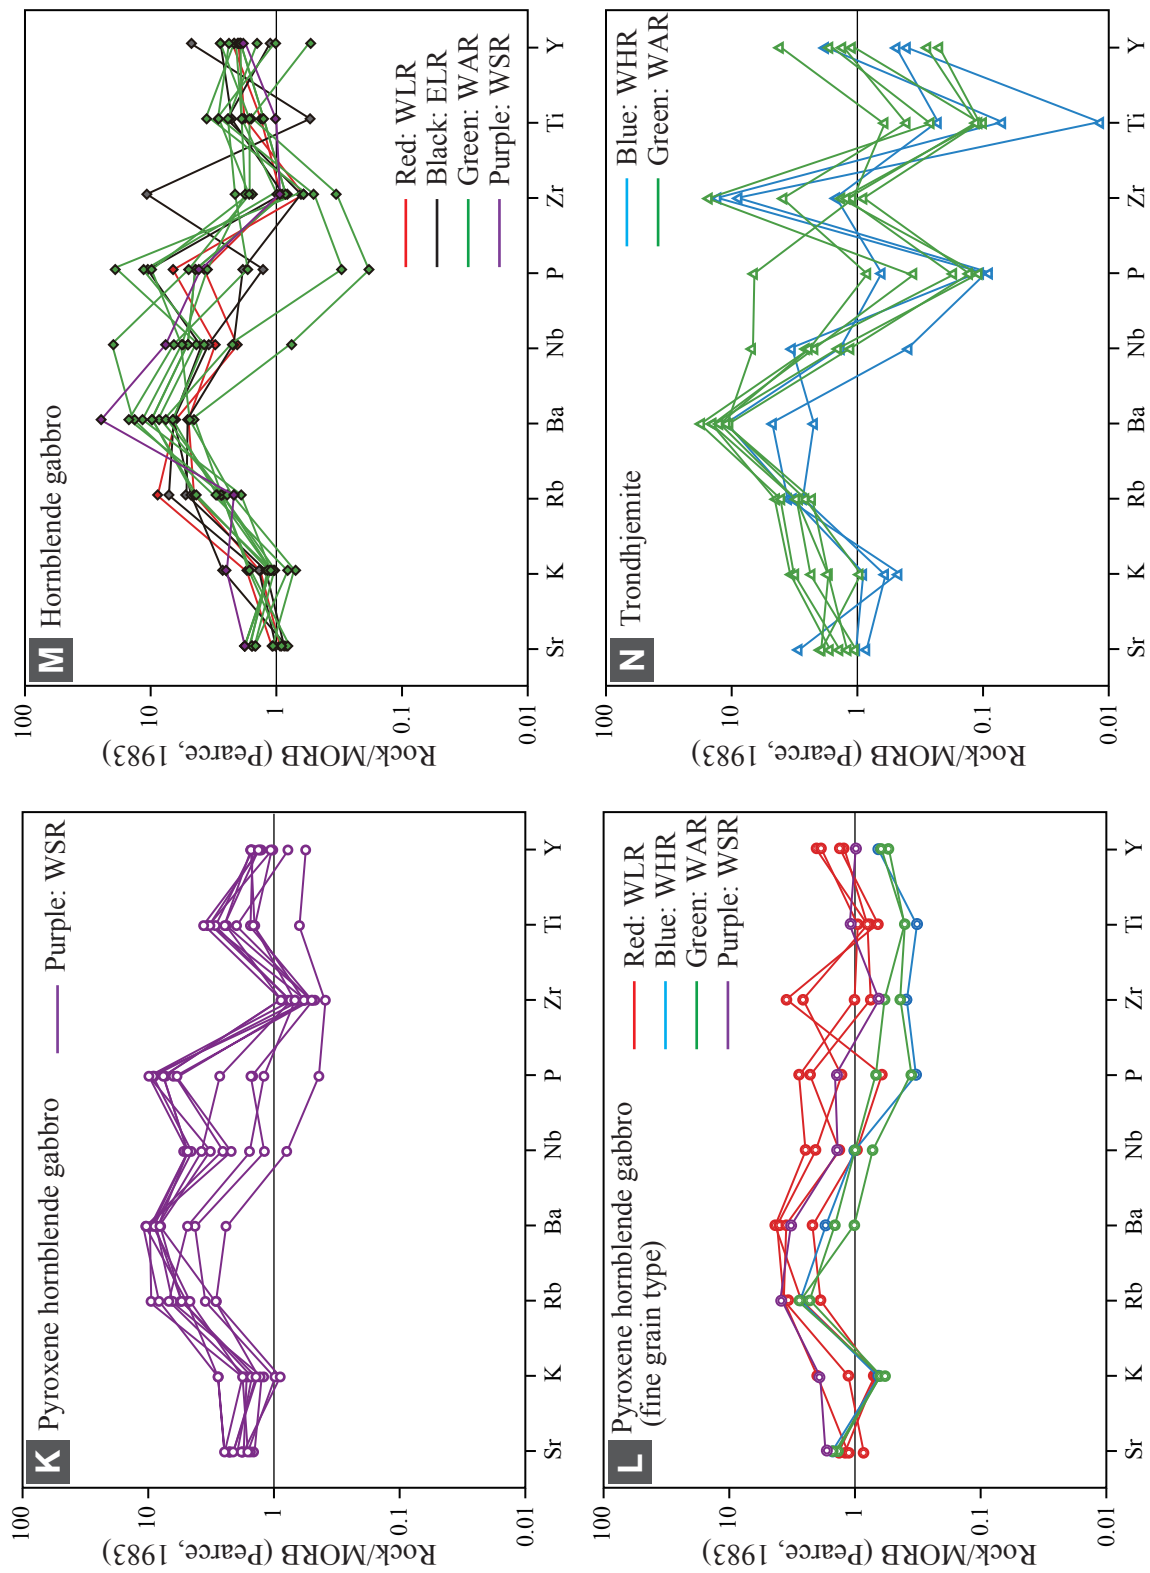 K
Pyroxene hornblende gabbro
Purple: WSR
Rock/MORB (Pearce, 1983)
100
10
1
0.1
0.01
Sr K Rb Ba Nb P Zr Ti Y
M
Hornblende gabbro
Red: WLR
Black: ELR
Green: WAR
Purple: WSR
Rock/MORB (Pearce, 1983)
100
10
1
0.1
0.01
Sr K Rb Ba Nb P Zr Ti Y
L
Pyroxene hornblende gabbro
(fine grain type)
Red: WLR
Blue: WHR
Green: WAR
Purple: WSR
Rock/MORB (Pearce, 1983)
100
10
1
0.1
0.01
Sr K Rb Ba Nb P Zr Ti Y
N
Trondhjemite
Blue: WHR
Green: WAR
Rock/MORB (Pearce, 1983)
100
10
1
0.1
0.01
Sr K Rb Ba Nb P Zr Ti Y